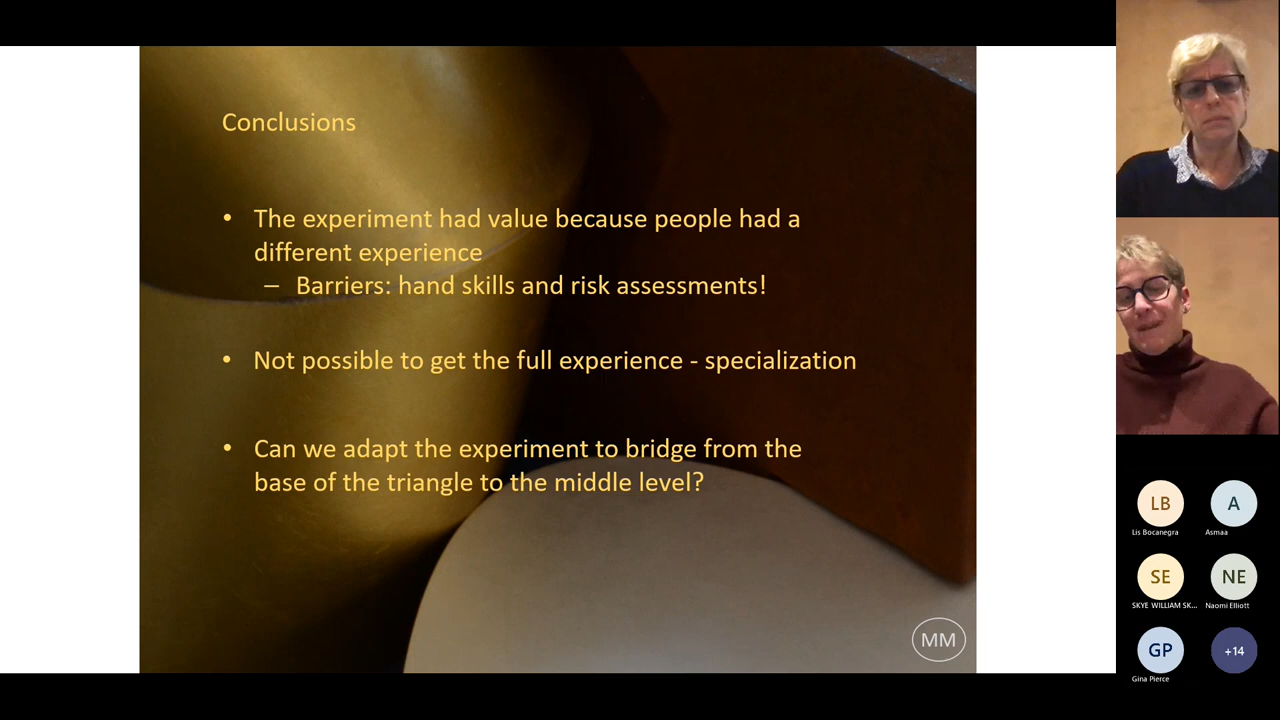 Conclusions
• The experiment had value because people had a
different experience
– Barriers: hand skills and risk assessments!
• Not possible to get the full experience - specialization
• Can we adapt the experiment to bridge from the
base of the triangle to the middle level?
MM
LB
A
Lis Bocanegra
Asmaa
SE
NE
SKYE WILLIAM SK...
Naomi Elliott
GP
+14
Gina Pierce